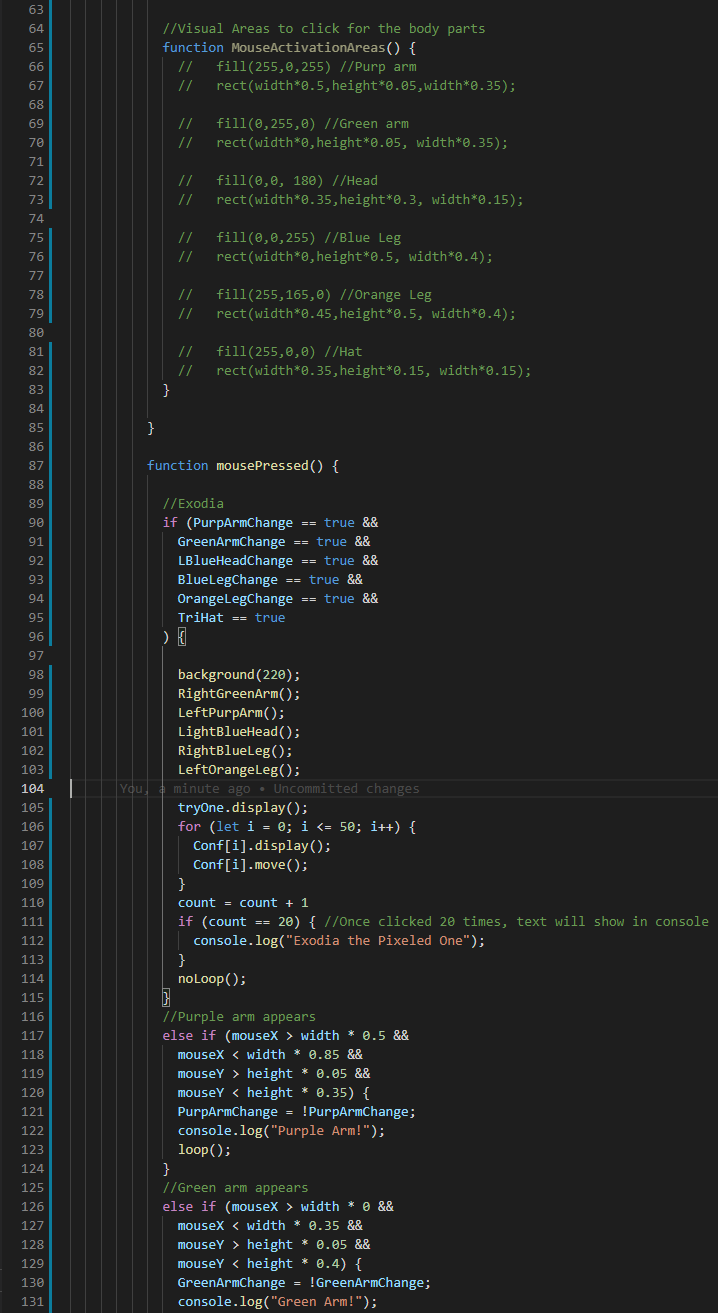 63
64 //Visual Areas to click for the body parts
65 function MouseActivationAreas() {
66 //   fill(255,0,255) //Purp arm
67 //   rect(width*0.5,height*0.05,width*0.35);
68
69 //   fill(0,255,0) //Green arm
70 //   rect(width*0,height*0.05, width*0.35);
71
72 //   fill(0,0, 180) //Head
73 //   rect(width*0.35,height*0.3, width*0.15);
74
75 //   fill(0,0,255) //Blue Leg
76 //   rect(width*0,height*0.5, width*0.4);
77
78 //   fill(255,165,0) //Orange Leg
79 //   rect(width*0.45,height*0.5, width*0.4);
80
81 //   fill(255,0,0) //Hat
82 //   rect(width*0.35,height*0.15, width*0.15);
83 }
84
85 }
86
87 function mousePressed() {
88
89 //Exodia
90 if (PurpArmChange == true &&
91 GreenArmChange == true &&
92 LBlueHeadChange == true &&
93 BlueLegChange == true &&
94 OrangeLegChange == true &&
95 TriHat == true
96 ) {
97
98 background(220);
99 RightGreenArm();
100 LeftPurpArm();
101 LightBlueHead();
102 RightBlueLeg();
103 LeftOrangeLeg();
104 You, a minute ago • Uncommitted changes
105 tryOne.display();
106 for (let i = 0; i <= 50; i++) {
107 Conf[i].display();
108 Conf[i].move();
109 }
110 count = count + 1
111 if (count == 20) { //Once clicked 20 times, text will show in console
112 console.log("Exodia the Pixeled One");
113 }
114 noLoop();
115 }
116 //Purple arm appears
117 else if (mouseX > width * 0.5 &&
118 mouseX < width * 0.85 &&
119 mouseY > height * 0.05 &&
120 mouseY < height * 0.35) {
121 PurpArmChange = !PurpArmChange;
122 console.log("Purple Arm!");
123 loop();
124 }
125 //Green arm appears
126 else if (mouseX > width * 0 &&
127 mouseX < width * 0.35 &&
128 mouseY > height * 0.05 &&
129 mouseY < height * 0.4) {
130 GreenArmChange = !GreenArmChange;
131 console.log("Green Arm!");